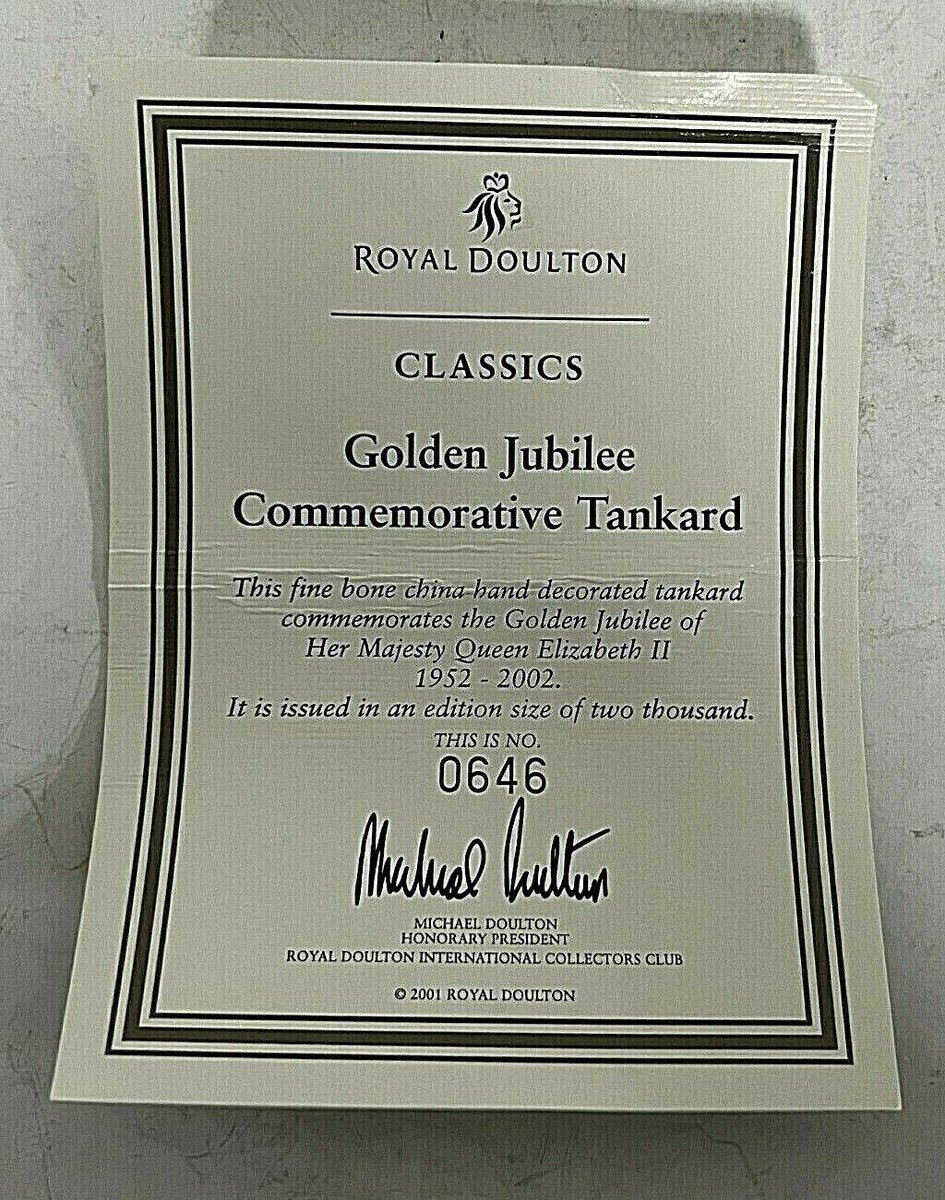 ROYAL DOULTON
CLASSICS
Golden Jubilee
Commemorative Tankard
This fine bone china hand decorated tankard
commemorates the Golden Jubilee of
Her Majesty Queen Elizabeth II
1952 - 2002.
It is issued in an edition size of two thousand.
THIS IS NO.
0646
Michael Doulton
MICHAEL DOULTON
HONORARY PRESIDENT
ROYAL DOULTON INTERNATIONAL COLLECTORS CLUB
© 2001 ROYAL DOULTON